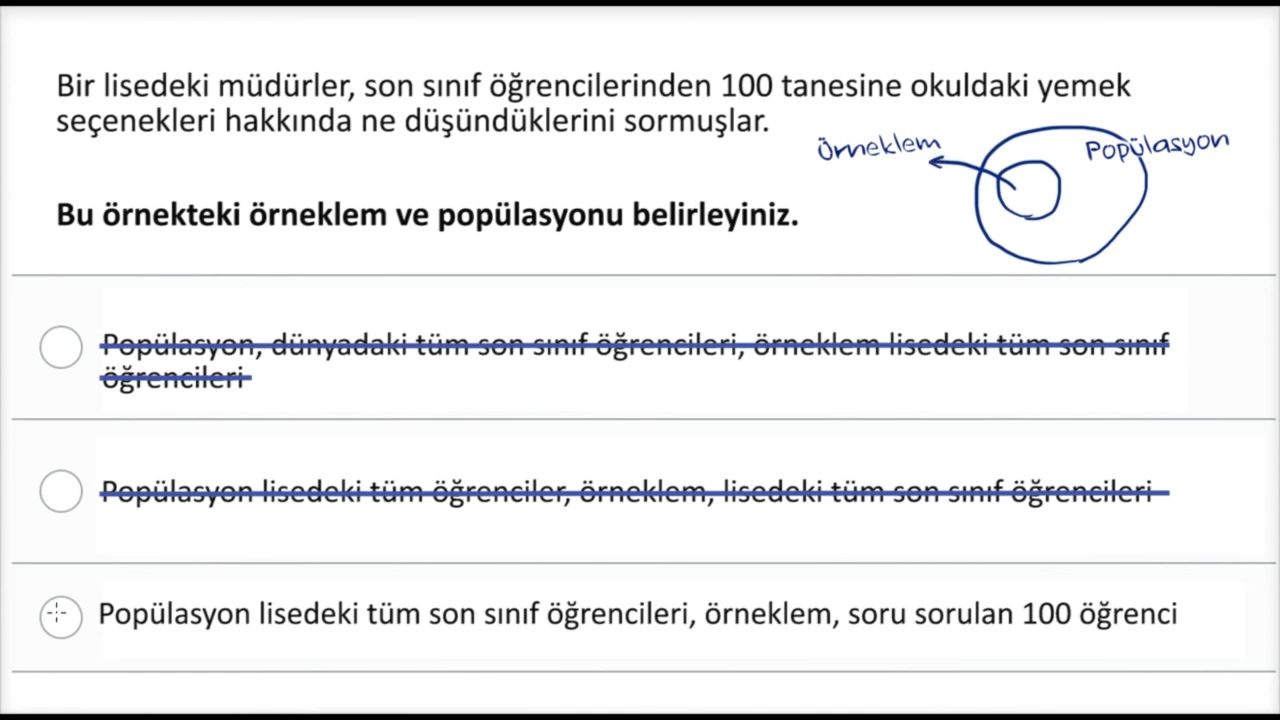 Bir lisedeki müdürler, son sınıf öğrencilerinden 100 tanesine okuldaki yemek
seçenekleri hakkında ne düşündüklerini sormuşlar.
Örneklem
Popülasyon
Bu örnekteki örneklem ve popülasyonu belirleyiniz.
Popülasyon, dünyadaki tüm son sınıf öğrencileri, örneklem lisedeki tüm son sınıf
öğrencileri
Popülasyon lisedeki tüm öğrenciler, örneklem, lisedeki tüm son sınıf öğrencileri
Popülasyon lisedeki tüm son sınıf öğrencileri, örneklem, soru sorulan 100 öğrenci